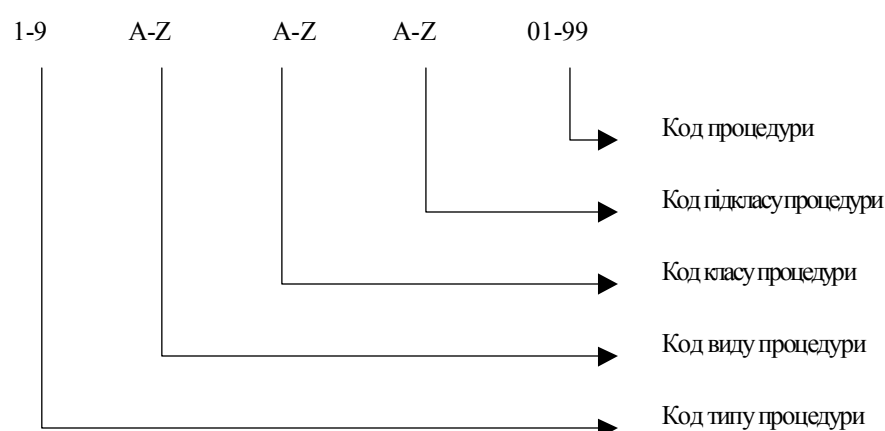 1-9 A-Z A-Z A-Z 01-99
Код процедури
Код підкласу процедури
Код класу процедури
Код виду процедури
Код типу процедури